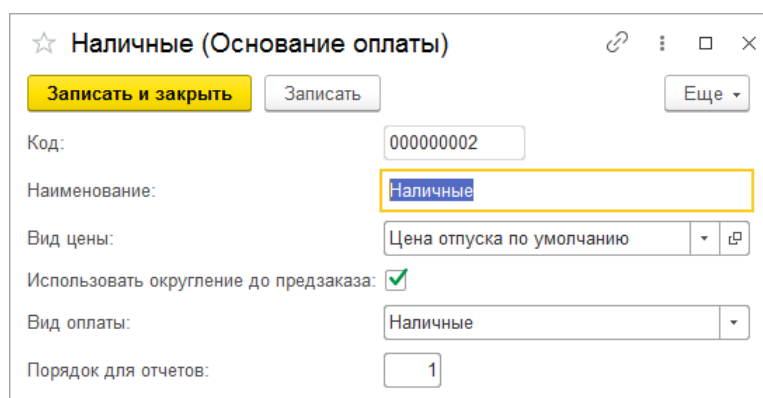 Наличные (Основание оплаты)
Записать и закрыть Записать Еще
Код: 000000002
Наименование: Наличные
Вид цены: Цена отпуска по умолчанию
Использовать округление до предзаказа:
Вид оплаты: Наличные
Порядок для отчетов: 1